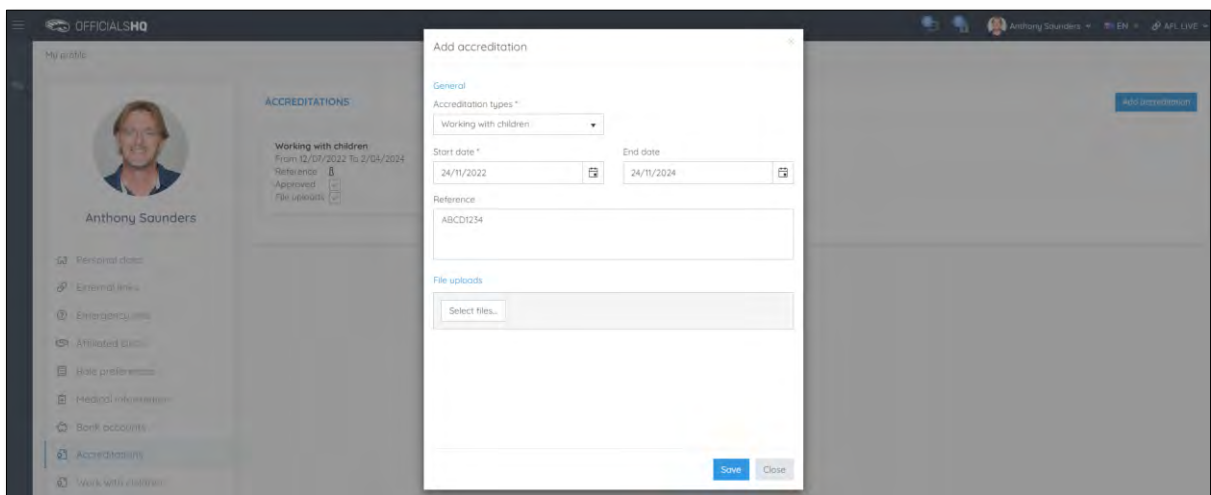 OFFICIALSHQ
Anthony Saunders
EN
AFL LIVE
My profile
Add accreditation
ACCREDITATIONS
Add accreditation
Working with children
From 12/07/2022 To 2/04/2024
Reference
Approved
File uploads
Anthony Saunders
Personal data
External links
Emergency info
Affiliated clubs
Role preferences
Medical information
Bank accounts
Accreditations
Work with children
General
Accreditation types *
Working with children
Start date *
End date
24/11/2022
24/11/2024
Reference
ABCD1234
File uploads
Select files...
Save
Close